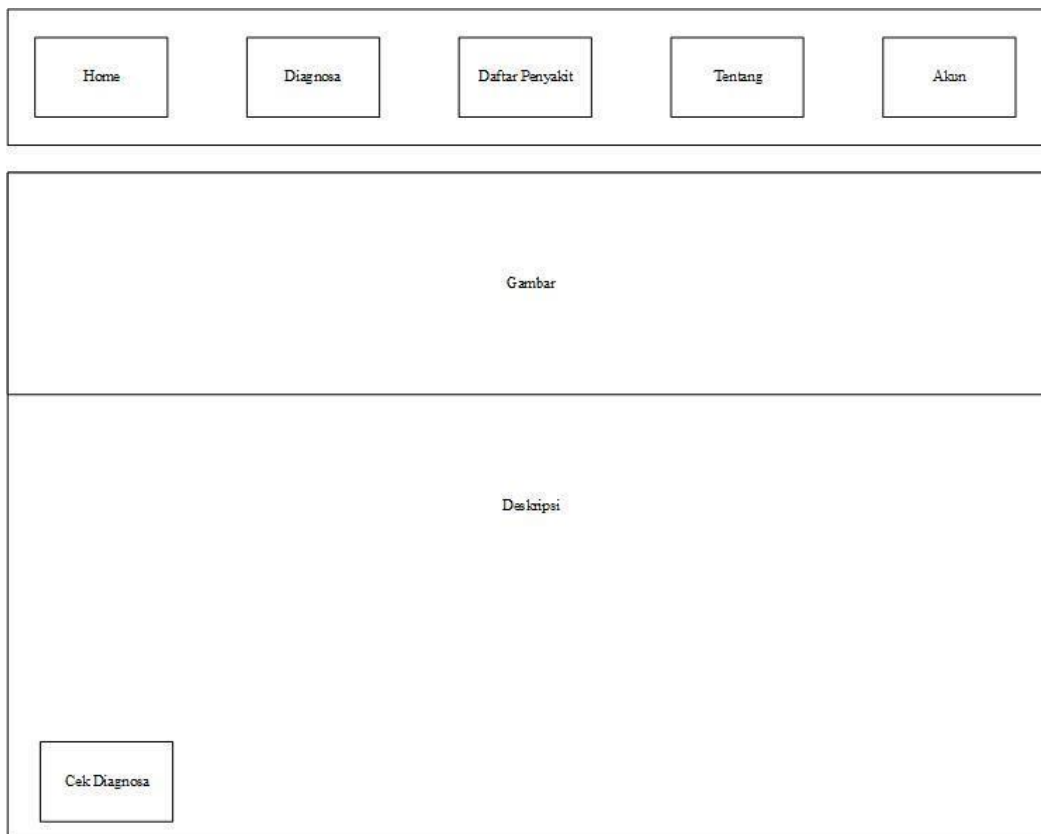 Home
Diagnosa
Daftar Penyakit
Tentang
Akun
Gambar
Deskripsi
Cek Diagnosa